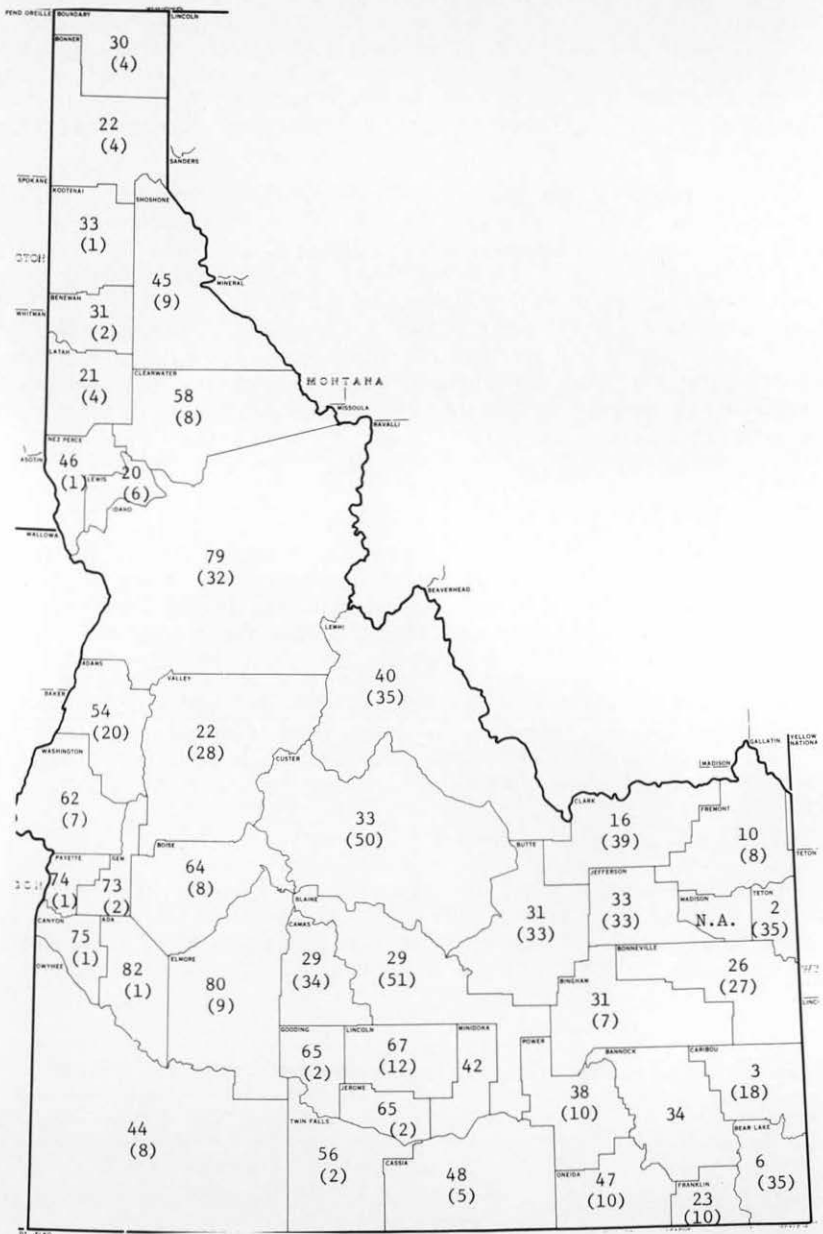 PEND OREILLE
BOUNDARY
LINCOLN
BONNER
30
(4)
22
(4)
SANDERS
SPOKANE
KOOTENAI
SHOSHONE
33
(1)
45
(9)
MINERAL
BENEWAH
WHITMAN
31
(2)
LATAH
21
(4)
CLEARWATER
58
(8)
MONTANA
MISSOULA
RAVALLI
NEZ PERCE
ASOTIN
46
(1)
LEWIS
20
(6)
IDAHO
WALLOWA
79
(32)
BEAVERHEAD
LEMHI
40
(35)
ADAMS
VALLEY
BAKER
54
(20)
22
(28)
WASHINGTON
CUSTER
GALLATIN
YELLOW
NATIONA
MADISON
62
(7)
33
(50)
CLARK
16
(39)
FREMONT
10
(8)
BUTTE
BOISE
PAYETTE
GEM
TETON
64
(8)
74
(1)
73
(2)
JEFFERSON
33
(33)
MADISON
N.A.
TETON
2
(35)
BLAINE
31
(33)
CANYON
ADA
CAMAS
75
(1)
29
(34)
29
(51)
BONNEVILLE
26
(27)
OWYHEE
82
(1)
ELMORE
80
(9)
BINGHAM
31
(7)
GOODING
LINCOLN
MINIDOKA
POWER
BANNOCK
CARIBOU
65
(2)
67
(12)
42
3
(18)
JEROME
65
(2)
38
(10)
34
44
(8)
TWIN FALLS
BEAR LAKE
56
(2)
CASSIA
48
(5)
ONEIDA
47
(10)
FRANKLIN
23
(10)
6
(35)